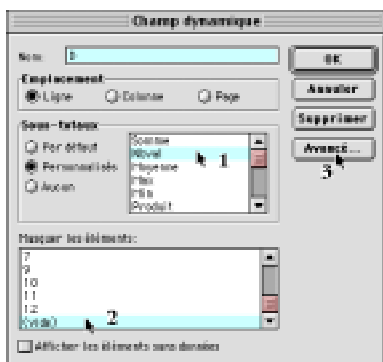 Champ dynamique
Nom:
OK
Annuler
Supprimer
Avancé...
3
Emplacement
Ligne
Colonne
Page
Sous-totaux
Par défaut
Personnalisés
Aucun
Somme
Nbval
Moyenne
Max
Min
Produit
1
Masquer les éléments:
7
9
10
11
12
(vide)
2
Afficher les éléments sans données